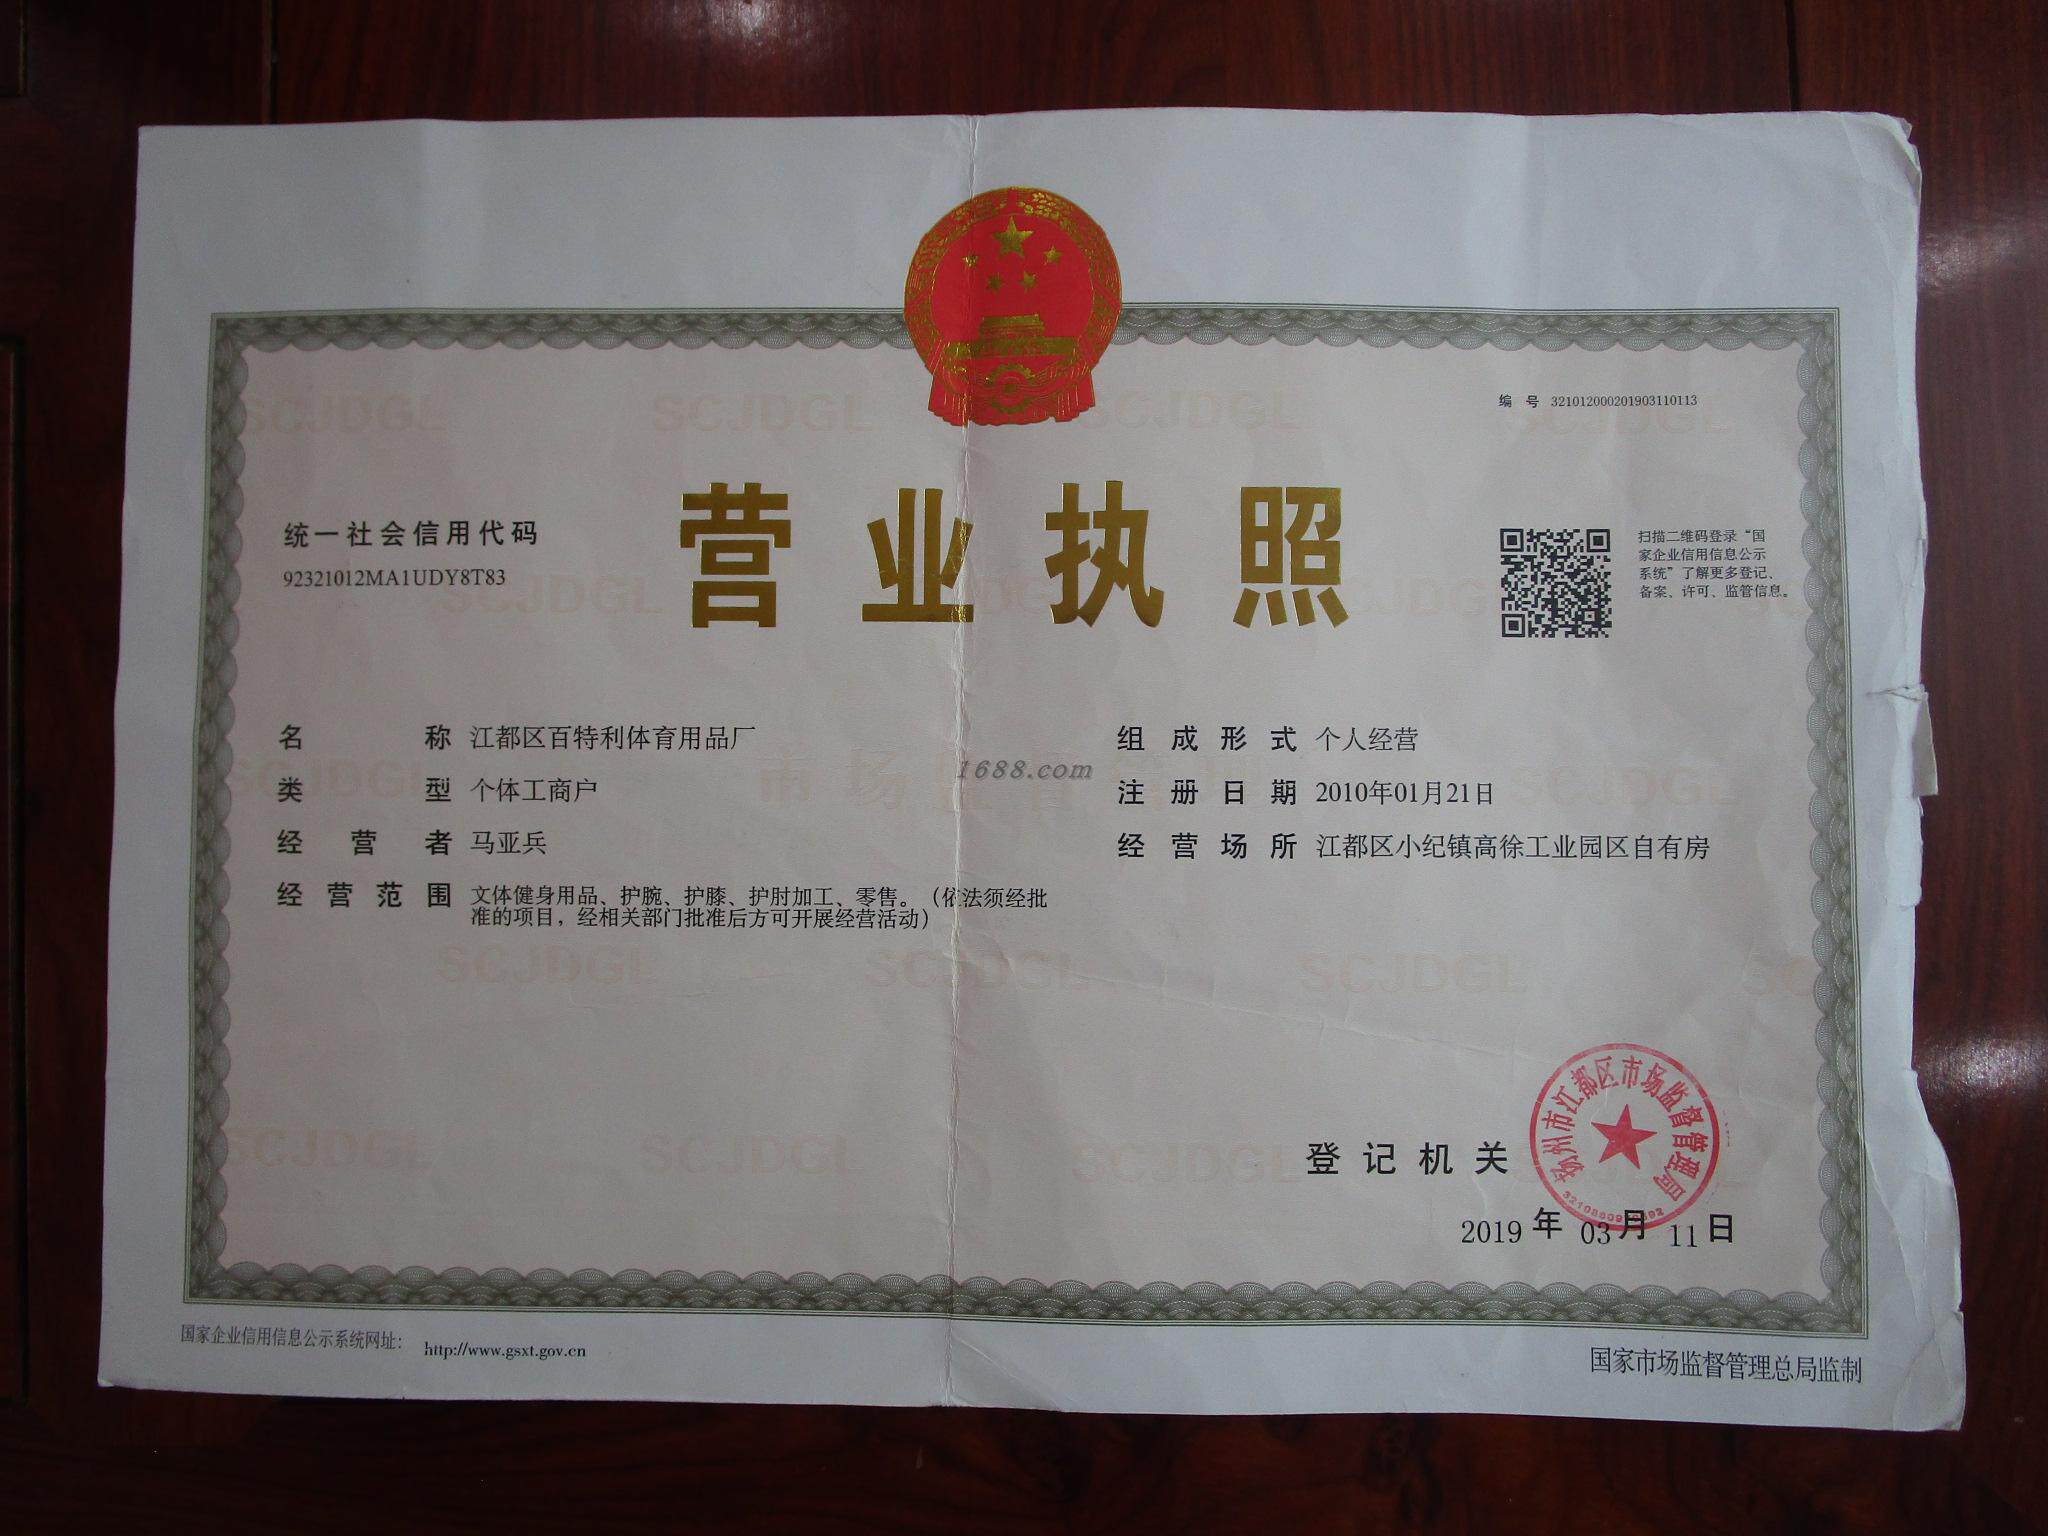 编 号 321012000201903110113
统一社会信用代码
92321012MA1UDY8T83
营业执照
扫描二维码登录“国
家企业信用信息公示
系统”了解更多登记、
备案、许可、监管信息。
名 称 江都区百特利体育用品厂
类 型 个体工商户
经 营 者 马亚兵
经 营 范 围 文体健身用品、护腕、护膝、护肘加工、零售。（依法须经批
准的项目，经相关部门批准后方可开展经营活动）
组 成 形 式 个人经营
注 册 日 期 2010年01月21日
经 营 场 所 江都区小纪镇高徐工业园区自有房
1688.com
SCJDGL
登 记 机 关
扬州市江都区市场监督管理局
2019 年 03 月 11 日
国家企业信用信息公示系统网址：
http://www.gsxt.gov.cn
国家市场监督管理总局监制